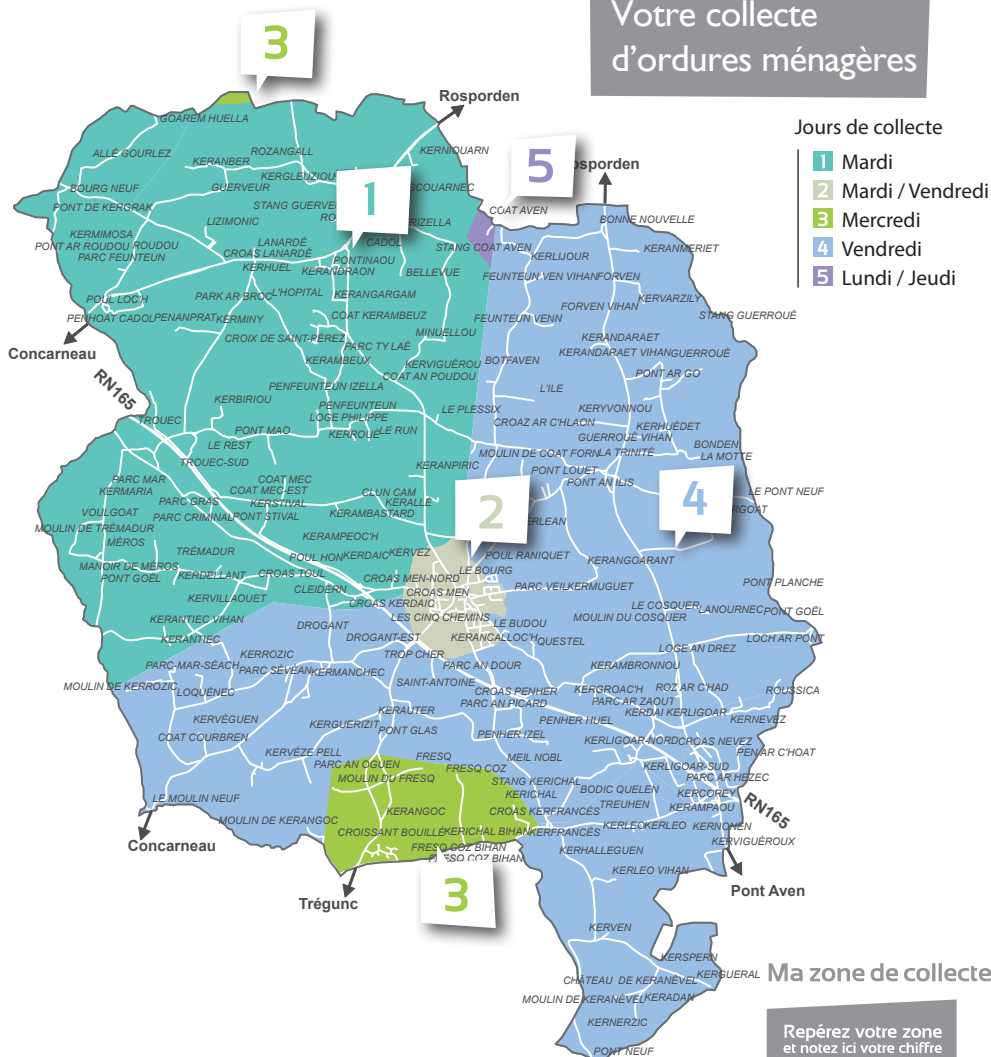 Votre collecte
d'ordures ménagères
Jours de collecte
1 Mardi
2 Mardi / Vendredi
3 Mercredi
4 Vendredi
5 Lundi / Jeudi
3
Rosporden
GOAREM HUELLA
KERNIQUARN
ALLÉ GOURLEZ
ROZANGALL
KERANBER
5
KERGLEUZIOU
1
BOURG NEUF
GUERVEUR
PONT DE KERGRAK
STANG GUERVE
COAT AVEN
LIZIMONIC
RIZELLA
BONNE NOUVELLE
KERMIMOSA
LANARDÉ
CADOL
STANG COAT AVEN
PONT AR ROUDOU ROUDOU
CROAS LANARDÉ
PONTINAOU
KERLIJOUR
KERANMERIET
PARC FEUNTEUN
KERHUEL
KERANDRAON
BELLEVUE
FEUNTEUN VEN VIHAN
FORVEN
POUL LOC'H
PARK AR BROC
L'HOPITAL
KERANGARGAM
FORVEN VIHAN
KERVARZILY
PENHOAT CADOL
PENANPRAT
KERMINY
COAT KERAMBEUZ
FEUNTEUN VENN
STANG GUERROUÉ
Concarneau
CROIX DE SAINT-PÉREZ
MINUELLOU
KERANDARAET
PARC TY LAË
KERANDARAET VIHAN
GUERROUÉ
RN165
KERAMBEUX
KERVIGUÉROU
BOTFAVEN
COAT AN POUDOU
PONT AR GO
PENFEUNTEUN IZELLA
L'ILE
KERBIRIOU
PENFEUNTEUN
LE PLESSIX
KERYVONNOU
LOGE PHILIPPE
TROUEC
CROAZ AR C'HLAON
KERHUÉDET
PONT MAO
KERROUÉ
LE RUN
GUERROUÉ VIHAN
BONDEN
LE REST
MOULIN DE COAT FORN
LA TRINITÉ
LA MOTTE
TROUEC-SUD
KERANPIRIC
PONT LOUET
PARC MAR
COAT MEC
PONT AN ILIS
KERMARIA
COAT MEC-EST
CLUN CAM
2
4
LE PONT NEUF
PARC GRAS
KERSTIVAL
KERALLÉ
VOULGOAT
PARC CRIMINAL
PONT STIVAL
KERAMBASTARD
MOULIN DE TRÉMADUR
MÉROS
KERAMPEOC'H
TRÉMADUR
POUL HON
KERDAIC
KERVEZ
POUL RANIQUET
KERANGOARANT
MANOIR DE MÉROS
PONT GOËL
KERDELLANT
CROAS TOUL
CROAS MEN-NORD
LE BOURG
PONT PLANCHE
CLEIDERN
CROAS MEN
PARC VEIL
KERMUGUET
KERVILLAOUET
CROAS KERDAIC
LE COSQUER
LANOURNEC
PONT GOËL
KERANTIEC VIHAN
DROGANT
LES CINQ CHEMINS
LE BUDOU
MOULIN DU COSQUER
KERANTIEC
DROGANT-EST
KERANCALLOC'H
QUESTEL
LOCH AR PONT
KERROZIC
TROP CHER
LOGE AN DREZ
PARC-MAR-SÉACH
PARC SÉVÉAN
KERMANCHEC
PARC AN DOUR
KERAMBRONNOU
MOULIN DE KERROZIC
LOQUÉNEC
SAINT-ANTOINE
CROAS PENHER
KERGROAC'H
ROZ AR C'HAD
ROUSSICA
PARC AN PICARD
PARC AR ZAOUT
KERVÉGUEN
KERAUTER
KERDAI
KERLIGOAR
KERNEVEZ
KERGUERIZIT
PENHER HUEL
COAT COURBREN
PONT GLAS
PENHER IZEL
KERLIGOAR-NORD
CROAS NEVEZ
KERVÈZE PELL
FRESQ
MEIL NOBL
PEN AR C'HOAT
PARC AN OGUEN
FRESQ COZ
KERLIGOAR-SUD
MOULIN DU FRESQ
STANG KERICHAL
PARC AR HEZEC
KERICHAL
BODIC QUELEN
KERCOREY
LE MOULIN NEUF
KERANGOC
CROAS KERFRANCÈS
TREUHEN
KERAMPAOU
RN165
MOULIN DE KERANGOC
CROISSANT BOUILLÉ
KERICHAL BIHAN
KERFRANCÈS
KERLEO
KERLEO
KERNONEN
Concarneau
FRESQ COZ BIHAN
KERHALLEGUEN
KERVIGUÉROUX
FRESQ COZ BIHAN
KERLEO VIHAN
Trégunc
3
Pont Aven
KERVEN
KERSPERN
CHÂTEAU DE KERANÉVEL
KERGUERAL
Ma zone de collecte
MOULIN DE KERANÉVEL
KERADAN
KERNERZIC
Repérez votre zone
et notez ici votre chiffre
PONT NEUF